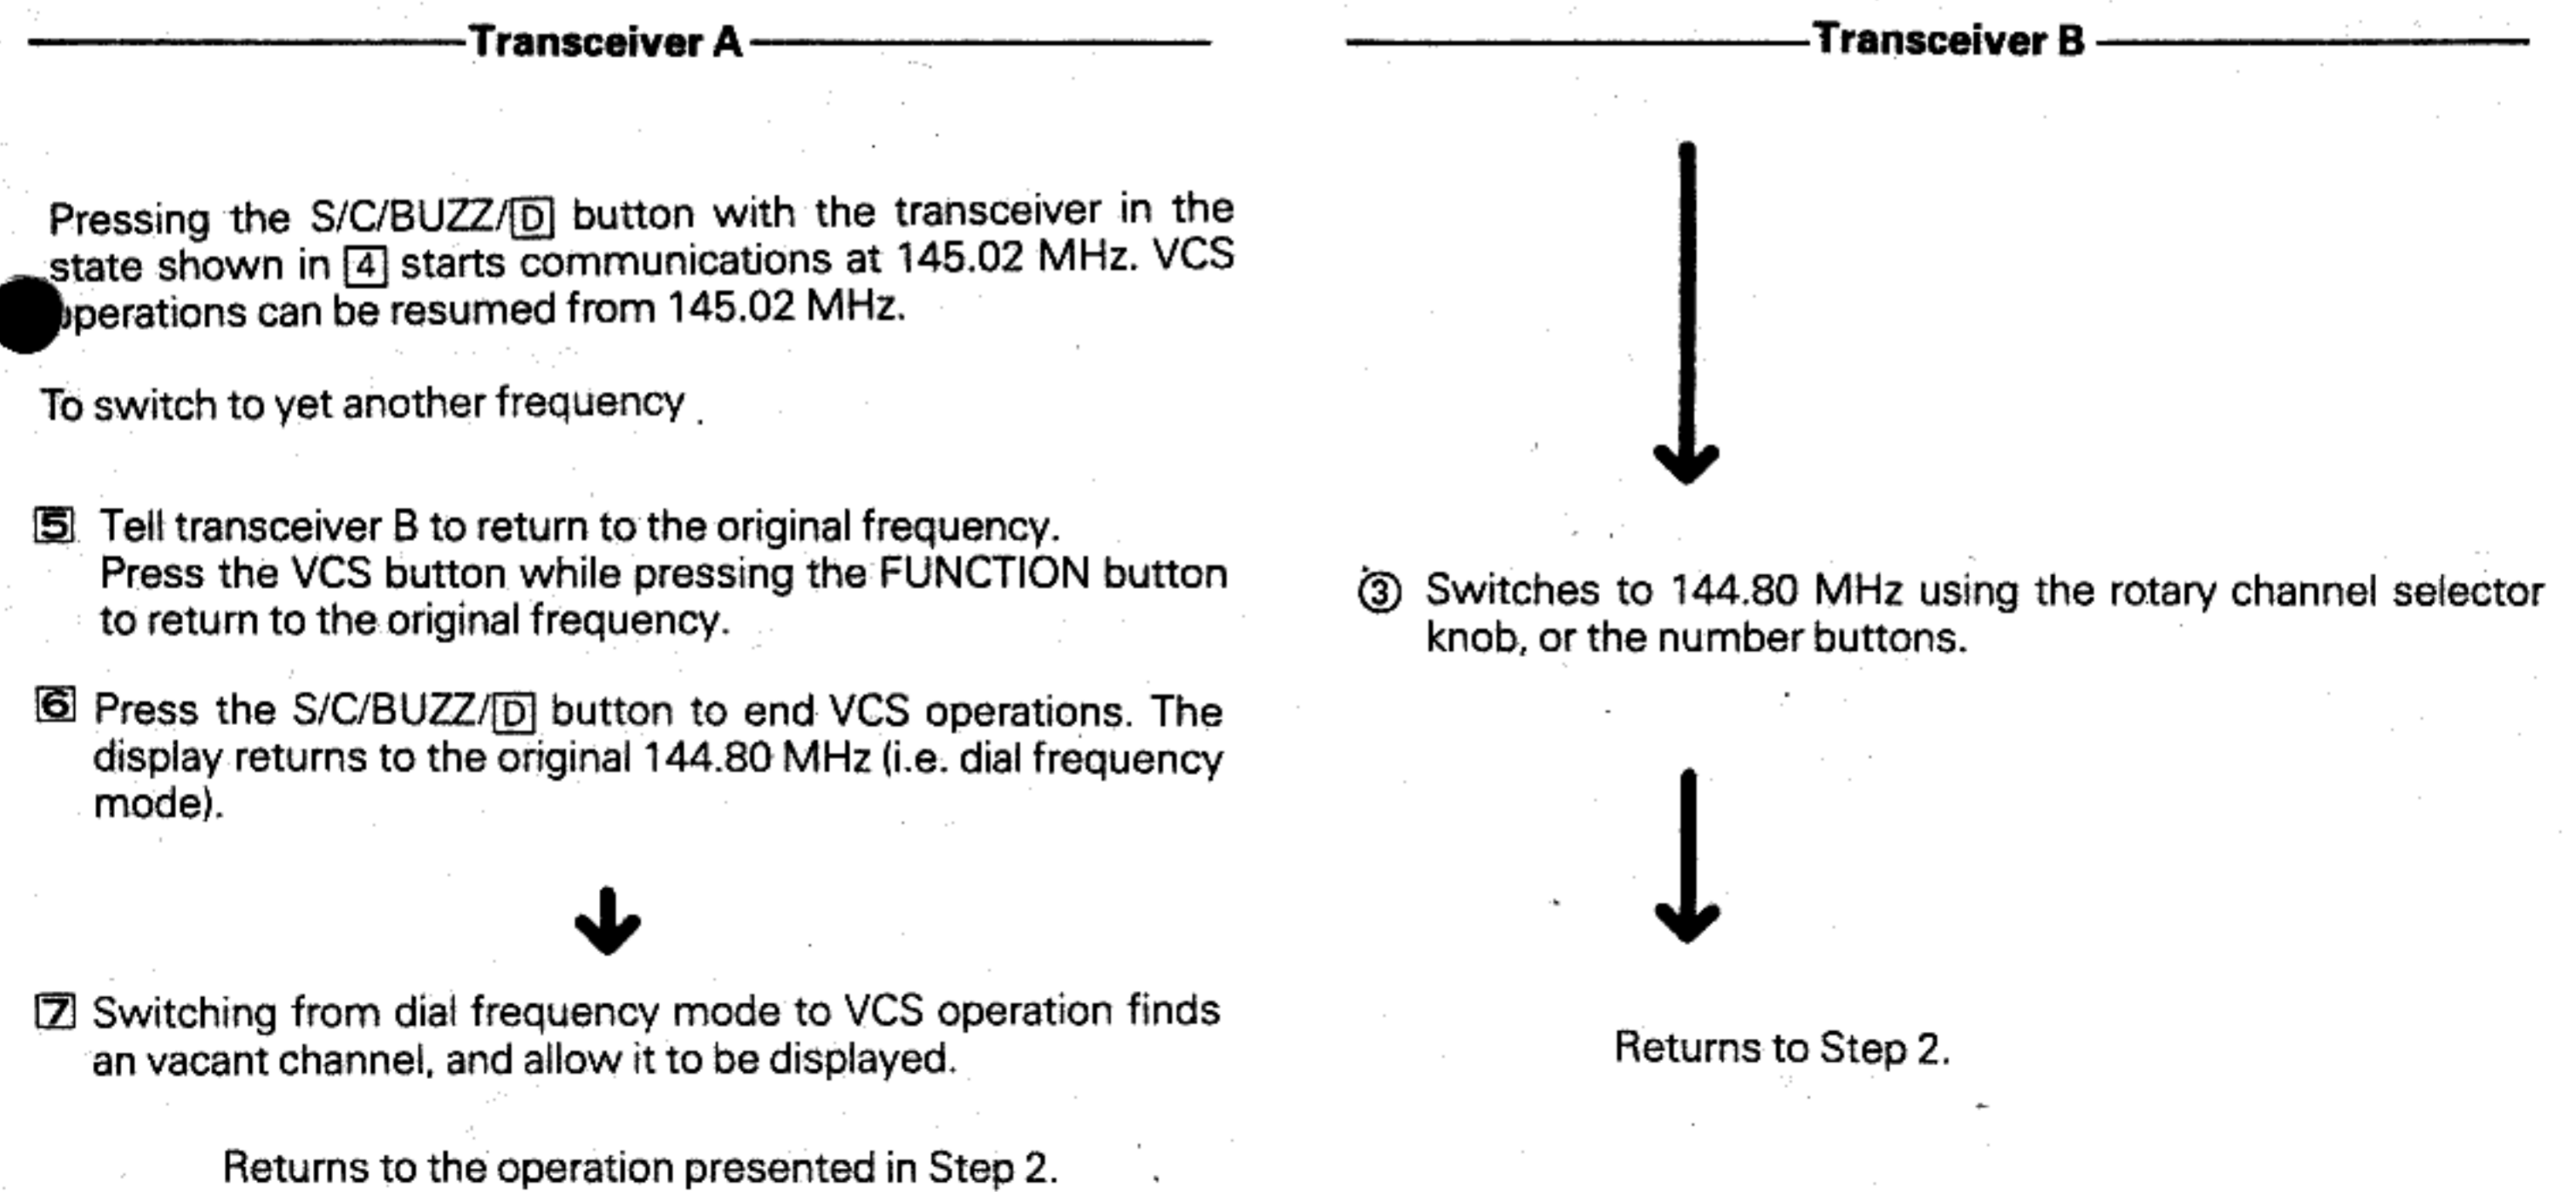 Transceiver A
Pressing the S/C/BUZZ/D button with the transceiver in the
state shown in 4 starts communications at 145.02 MHz. VCS
operations can be resumed from 145.02 MHz.
To switch to yet another frequency
5 Tell transceiver B to return to the original frequency.
Press the VCS button while pressing the FUNCTION button
to return to the original frequency.
6 Press the S/C/BUZZ/D button to end VCS operations. The
display returns to the original 144.80 MHz (i.e. dial frequency
mode).
7 Switching from dial frequency mode to VCS operation finds
an vacant channel, and allow it to be displayed.
Returns to the operation presented in Step 2.
Transceiver B
③ Switches to 144.80 MHz using the rotary channel selector
knob, or the number buttons.
Returns to Step 2.